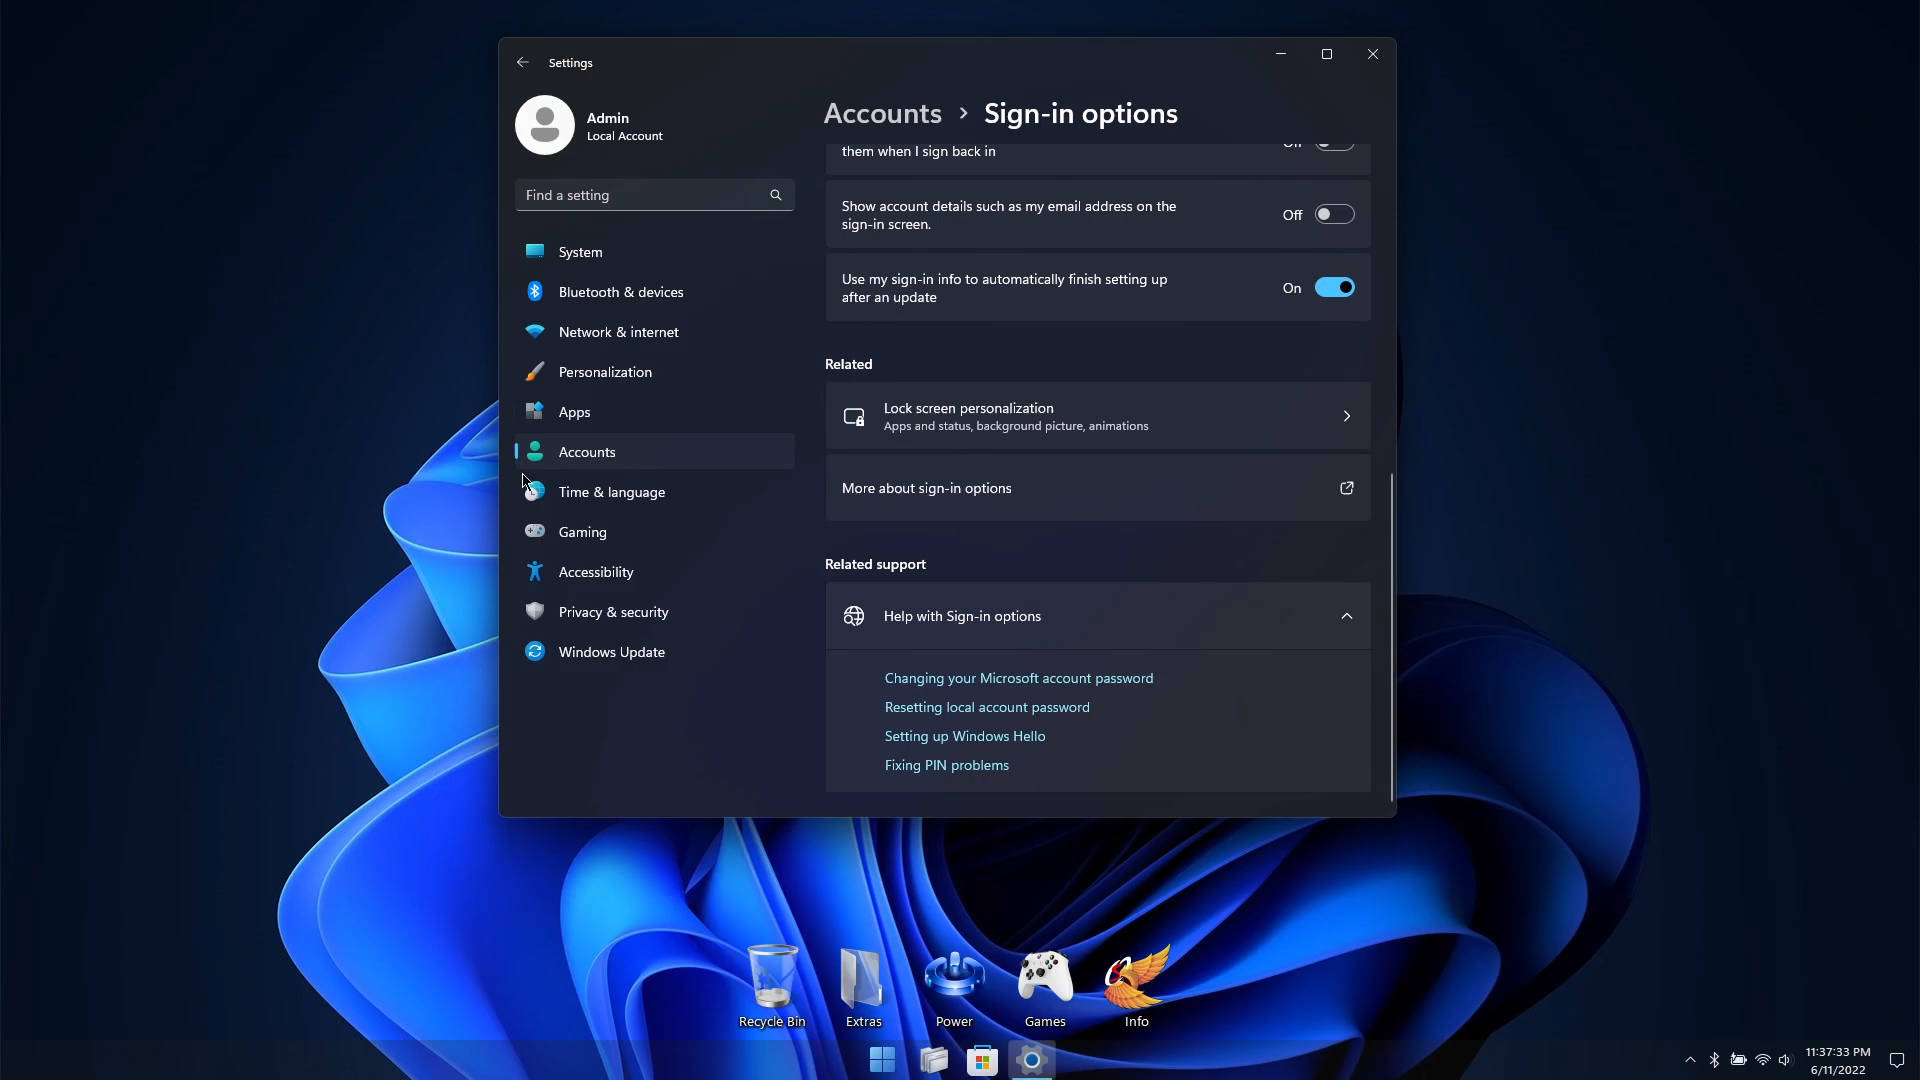 Settings
Admin
Local Account
Find a setting
System
Bluetooth & devices
Network & internet
Personalization
Apps
Accounts
Time & language
Gaming
Accessibility
Privacy & security
Windows Update
Accounts > Sign-in options
them when I sign back in
Off
Show account details such as my email address on the
sign-in screen.
Off
Use my sign-in info to automatically finish setting up
after an update
On
Related
Lock screen personalization
Apps and status, background picture, animations
More about sign-in options
Related support
Help with Sign-in options
Changing your Microsoft account password
Resetting local account password
Setting up Windows Hello
Fixing PIN problems
Recycle Bin
Extras
Power
Games
Info
11:37:33 PM
6/11/2022